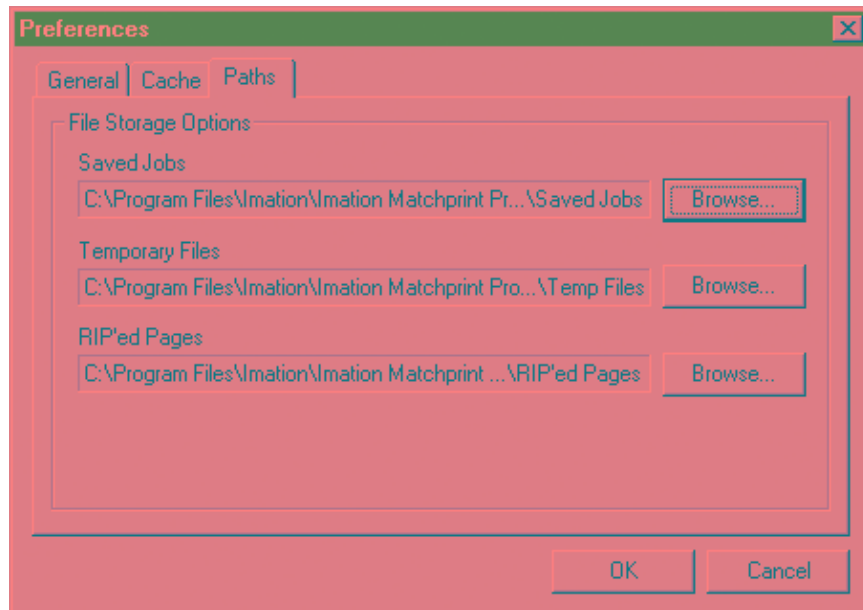 Preferences
General Cache Paths
File Storage Options
Saved Jobs
C:\Program Files\Imation\Imation Matchprint Pr...\Saved Jobs Browse...
Temporary Files
C:\Program Files\Imation\Imation Matchprint Pro...\Temp Files Browse...
RIP'ed Pages
C:\Program Files\Imation\Imation Matchprint ...\RIP'ed Pages Browse...
OK Cancel